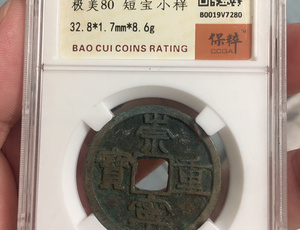 极美80 短宝小样
32.8*1.7mm*8.6g
BAO CUI COINS RATING
B0019V7280
保粹
CCGA
崇
寶 重
寧